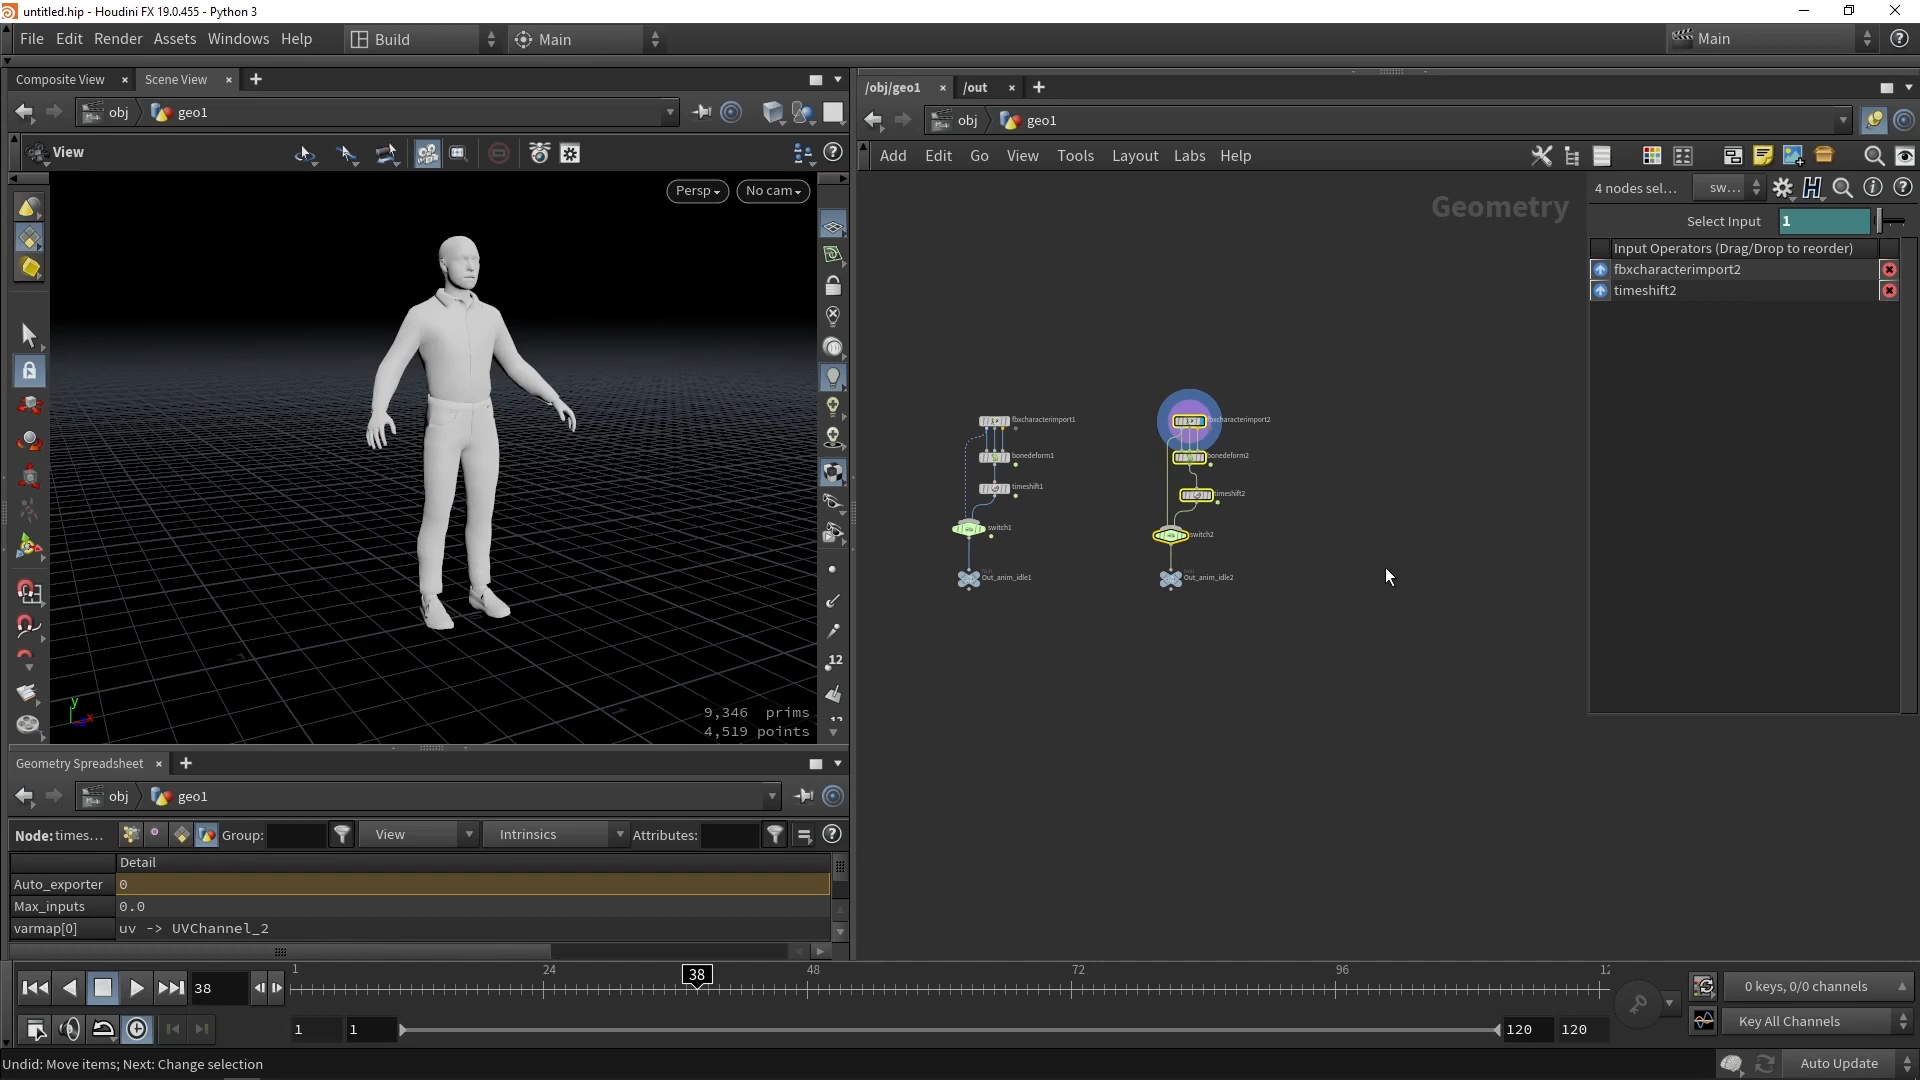 untitled.hip - Houdini FX 19.0.455 - Python 3
File Edit Render Assets Windows Help Build Main Main
Composite View Scene View
obj geo1
View
Persp No cam
9,346 prims
4,519 points
12
Geometry Spreadsheet
obj geo1
Node: times... Group: View Intrinsics Attributes:
Detail
Auto_exporter 0
Max_inputs 0.0
varmap[0] uv -> UVChannel_2
/obj/geo1 /out
obj geo1
Add Edit Go View Tools Layout Labs Help
Geometry
fbxcharacterimport1
bonedeform1
timeshift1
switch1
Out_anim_idle1
bonedeform2
timeshift2
switch2
Out_anim_idle2
4 nodes sel... sw...
Select Input 1
Input Operators (Drag/Drop to reorder)
fbxcharacterimport2
timeshift2
38
1 24 38 48 72 96 12
1 1 120 120
0 keys, 0/0 channels
Key All Channels
Undid: Move items; Next: Change selection
Auto Update